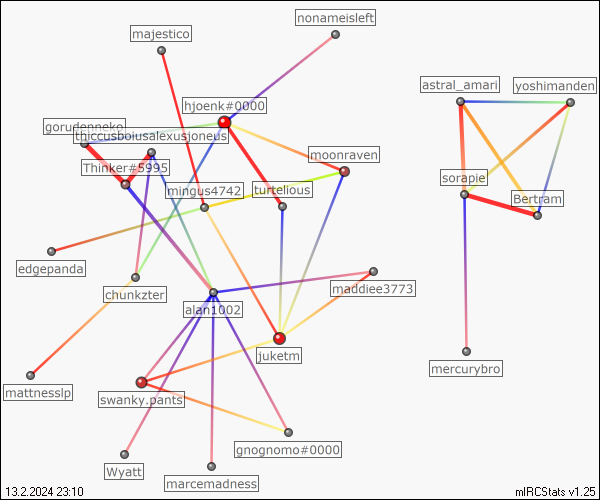 nonameisleft
majestico
astral_amari
yoshimanden
hjoenk#0000
gorudenneko
thiccusboiusalexusjoneus
moonraven
Thinker#5995
sorapie
mingus4742
turtelious
Bertram
edgepanda
maddiee3773
chunkzter
alan1002
juketm
mercurybro
mattnesslp
swanky.pants
gnognomo#0000
Wyatt
marcemadness
13.2.2024 23:10
mIRCStats v1.25